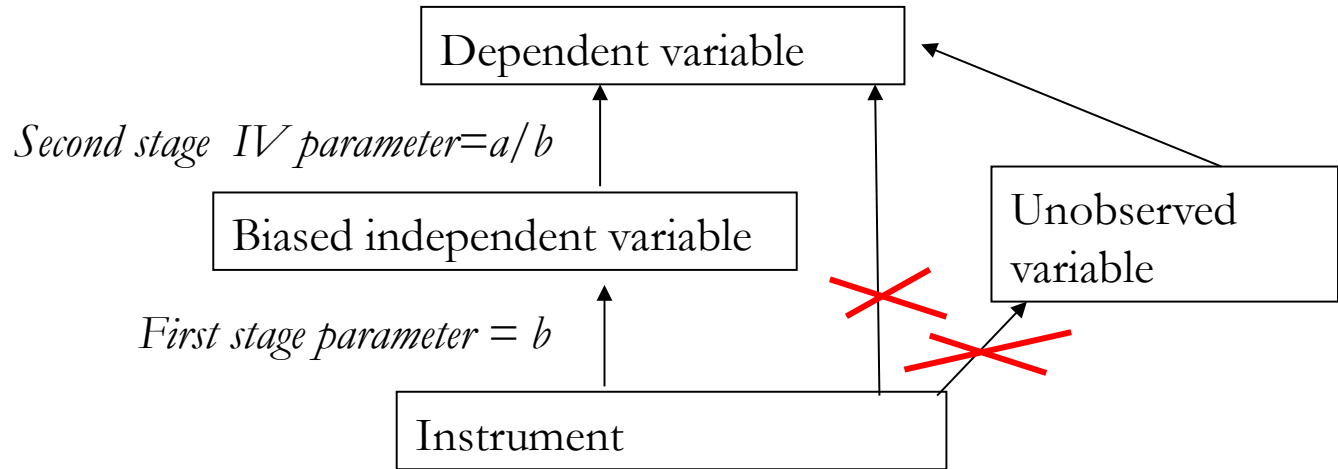 Dependent variable
Second stage IV parameter=a/b
Biased independent variable
Unobserved
variable
First stage parameter = b
Instrument